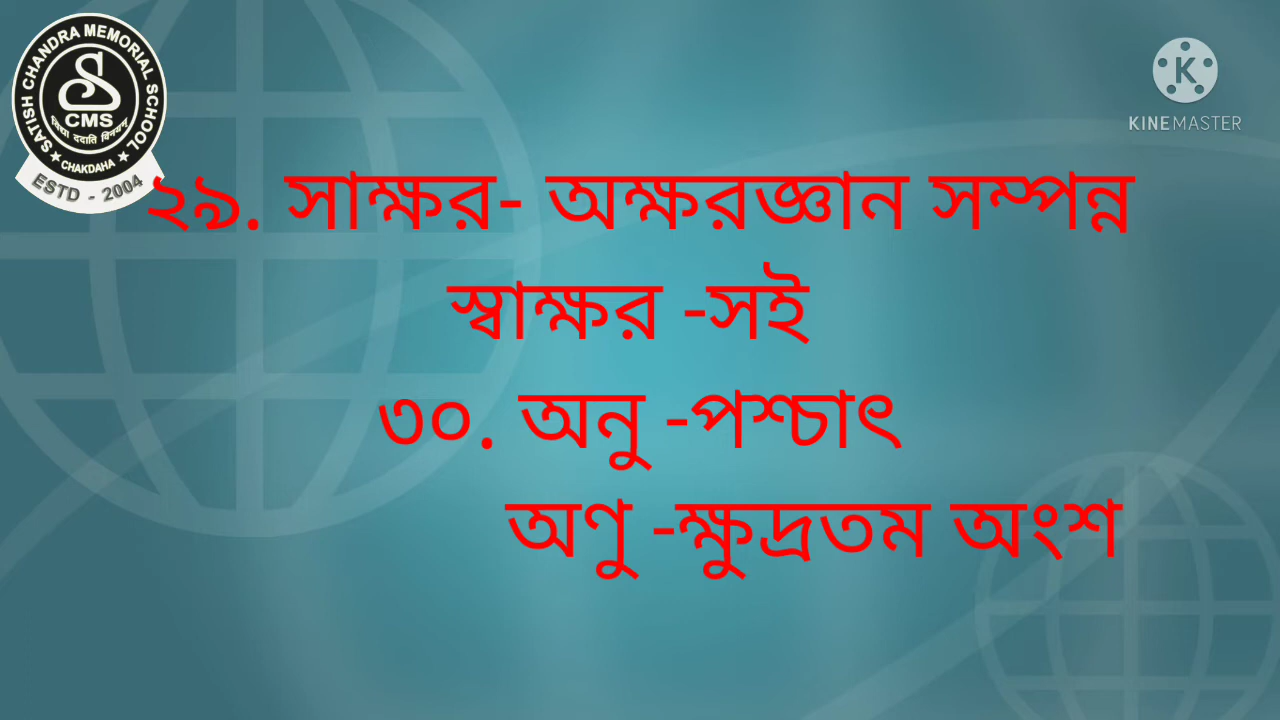 SATISH CHANDRA MEMORIAL SCHOOL
CMS
CHAKDAHA
ESTD - 2004
KINEMASTER
২৯. সাক্ষর- অক্ষরজ্ঞান সম্পন্ন
স্বাক্ষর -সই
৩০. অনু -পশ্চাৎ
অণু -ক্ষুদ্রতম অংশ